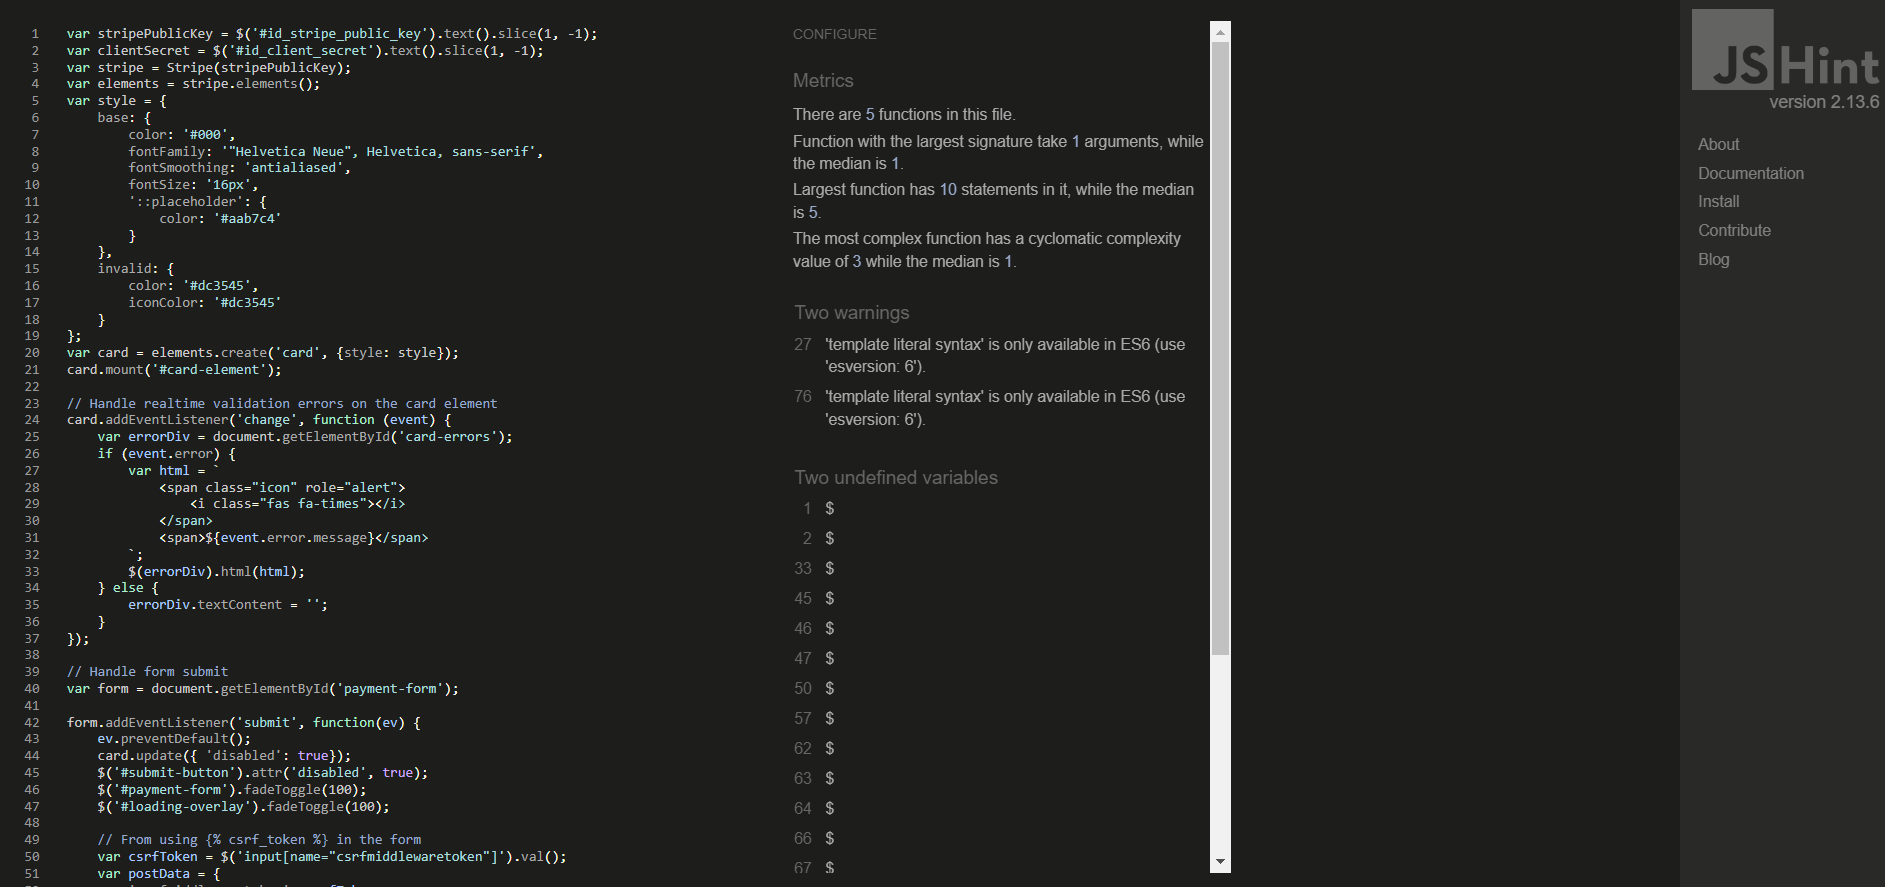 1 var stripePublicKey = $('#id_stripe_public_key').text().slice(1, -1);
2 var clientSecret = $('#id_client_secret').text().slice(1, -1);
3 var stripe = Stripe(stripePublicKey);
4 var elements = stripe.elements();
5 var style = {
6 base: {
7 color: '#000',
8 fontFamily: '"Helvetica Neue", Helvetica, sans-serif',
9 fontSmoothing: 'antialiased',
10 fontSize: '16px',
11 '::placeholder': {
12 color: '#aab7c4'
13 }
14 },
15 invalid: {
16 color: '#dc3545',
17 iconColor: '#dc3545'
18 }
19 };
20 var card = elements.create('card', {style: style});
21 card.mount('#card-element');
22
23 // Handle realtime validation errors on the card element
24 card.addEventListener('change', function (event) {
25 var errorDiv = document.getElementById('card-errors');
26 if (event.error) {
27 var html = `
28 <span class="icon" role="alert">
29 <i class="fas fa-times"></i>
30 </span>
31 <span>${event.error.message}</span>
32 `;
33 $(errorDiv).html(html);
34 } else {
35 errorDiv.textContent = '';
36 }
37 });
38
39 // Handle form submit
40 var form = document.getElementById('payment-form');
41
42 form.addEventListener('submit', function(ev) {
43 ev.preventDefault();
44 card.update({ 'disabled': true});
45 $('#submit-button').attr('disabled', true);
46 $('#payment-form').fadeToggle(100);
47 $('#loading-overlay').fadeToggle(100);
48
49 // From using {% csrf_token %} in the form
50 var csrfToken = $('input[name="csrfmiddlewaretoken"]').val();
51 var postData = {
CONFIGURE
Metrics
There are 5 functions in this file.
Function with the largest signature take 1 arguments, while
the median is 1.
Largest function has 10 statements in it, while the median
is 5.
The most complex function has a cyclomatic complexity
value of 3 while the median is 1.
Two warnings
27 'template literal syntax' is only available in ES6 (use
'esversion: 6').
76 'template literal syntax' is only available in ES6 (use
'esversion: 6').
Two undefined variables
1 $
2 $
33 $
45 $
46 $
47 $
50 $
57 $
62 $
63 $
64 $
66 $
67 $
JSHint
version 2.13.6
About
Documentation
Install
Contribute
Blog